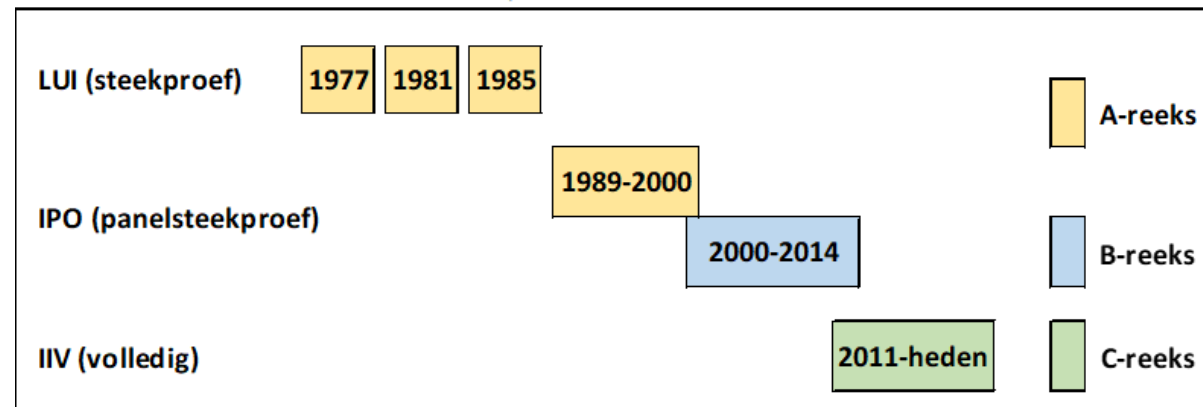 LUI (steekproef) 1977 1981 1985
A-reeks
1989-2000
IPO (panelsteekproef)
2000-2014 B-reeks
IIV (volledig) 2011-heden C-reeks